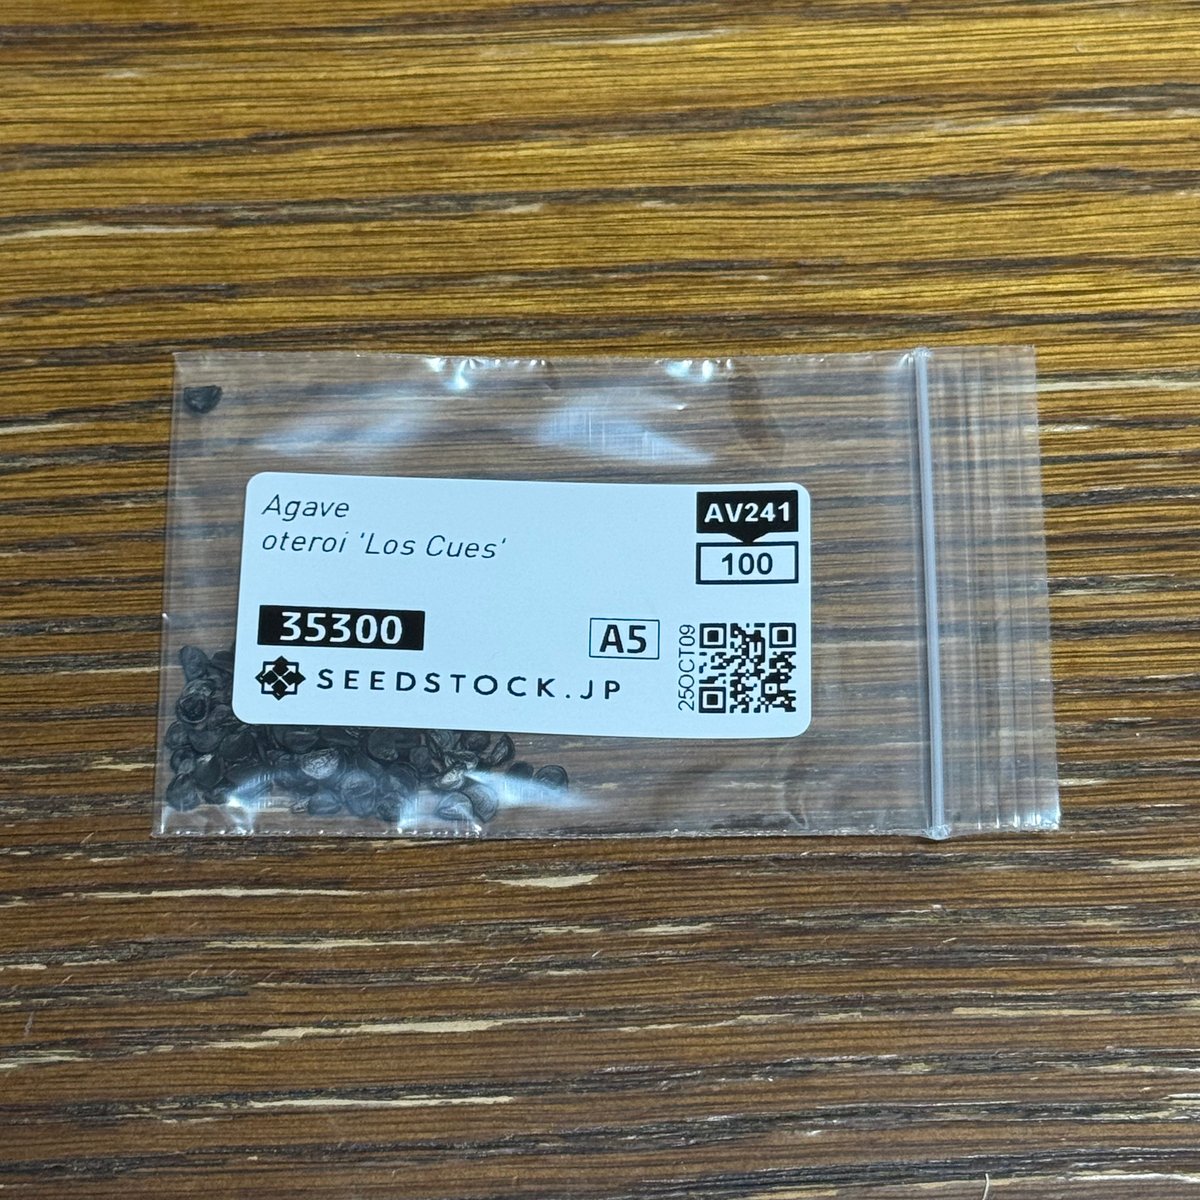 Agave
oteroi 'Los Cues'
AV241
100
35300
A5
25OCT09
SEEDSTOCK.JP